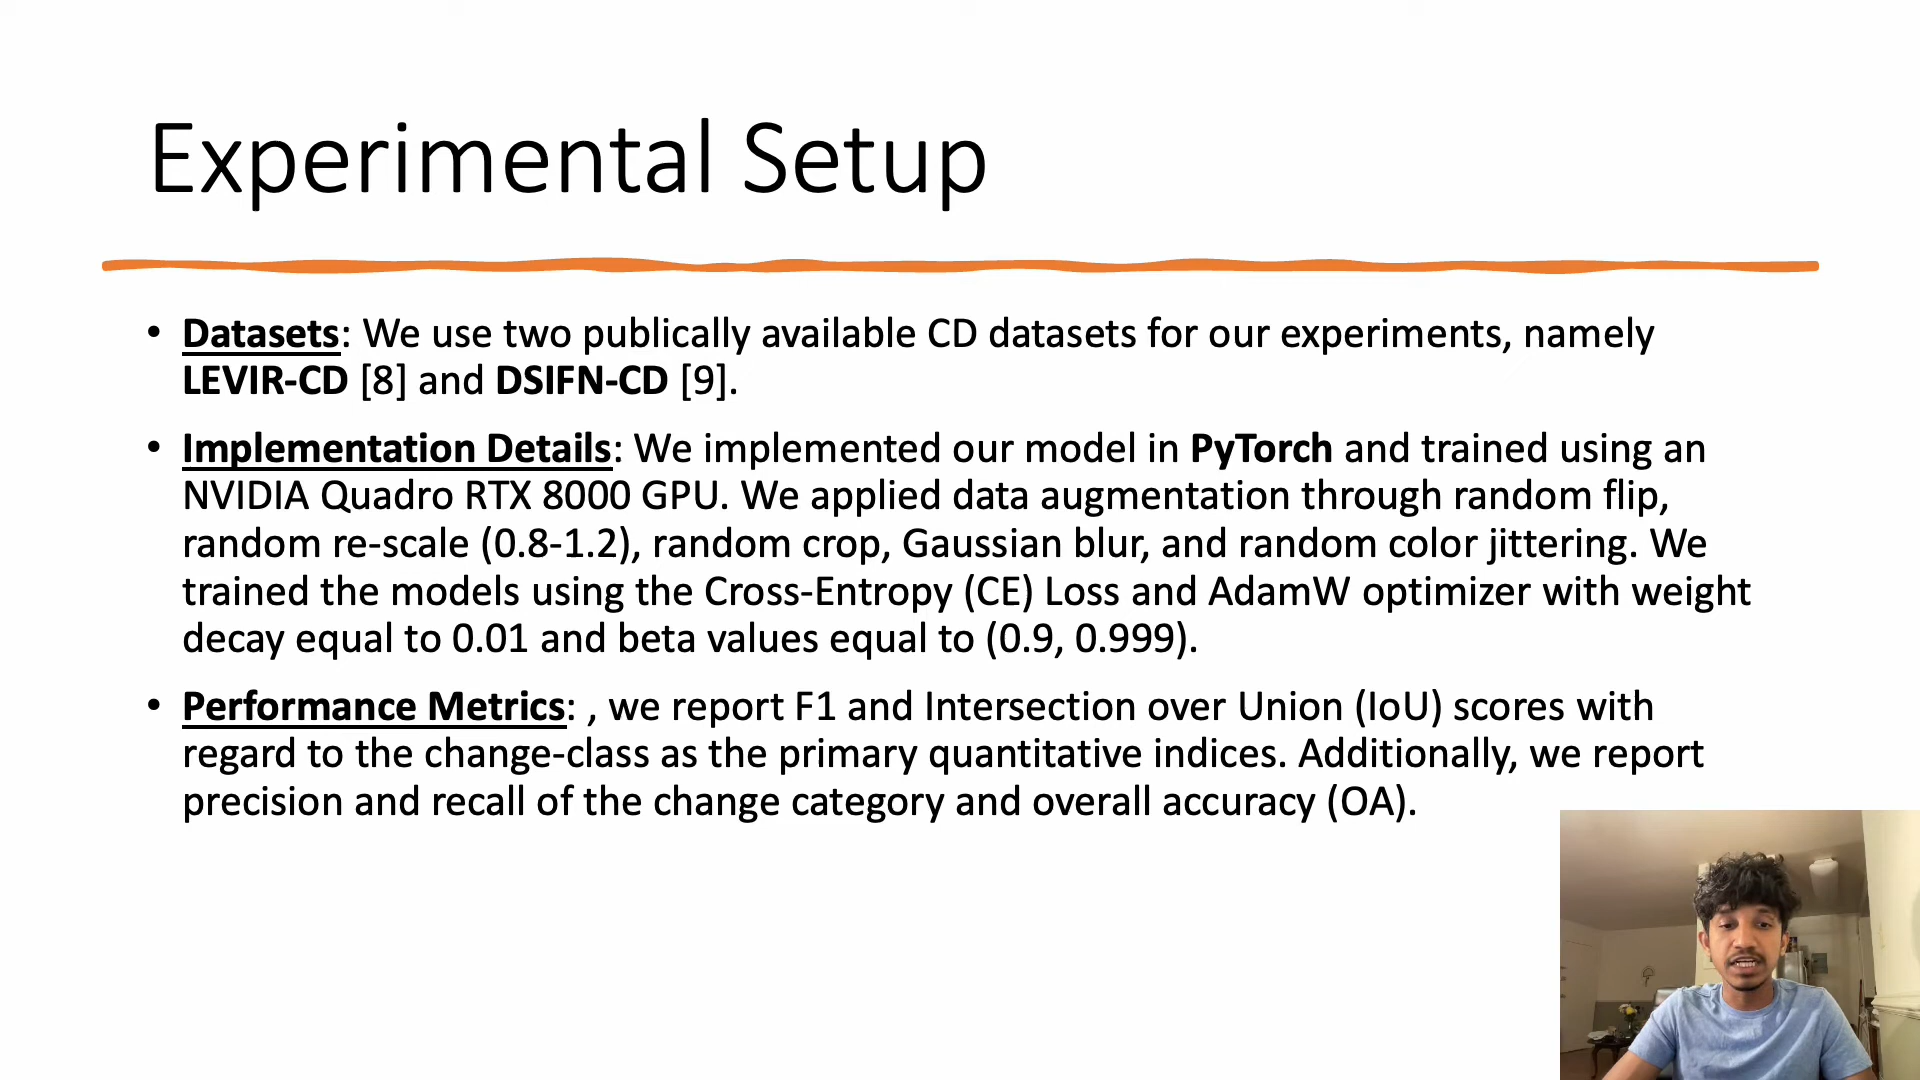 Experimental Setup
• Datasets: We use two publically available CD datasets for our experiments, namely
LEVIR-CD [8] and DSIFN-CD [9].
• Implementation Details: We implemented our model in PyTorch and trained using an
NVIDIA Quadro RTX 8000 GPU. We applied data augmentation through random flip,
random re-scale (0.8-1.2), random crop, Gaussian blur, and random color jittering. We
trained the models using the Cross-Entropy (CE) Loss and AdamW optimizer with weight
decay equal to 0.01 and beta values equal to (0.9, 0.999).
• Performance Metrics: , we report F1 and Intersection over Union (IoU) scores with
regard to the change-class as the primary quantitative indices. Additionally, we report
precision and recall of the change category and overall accuracy (OA).